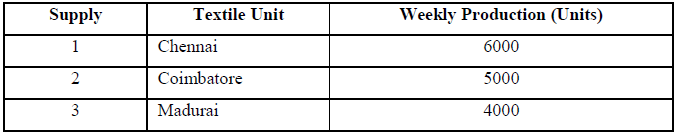 Supply Textile Unit Weekly Production (Units)
1 Chennai 6000
2 Coimbatore 5000
3 Madurai 4000